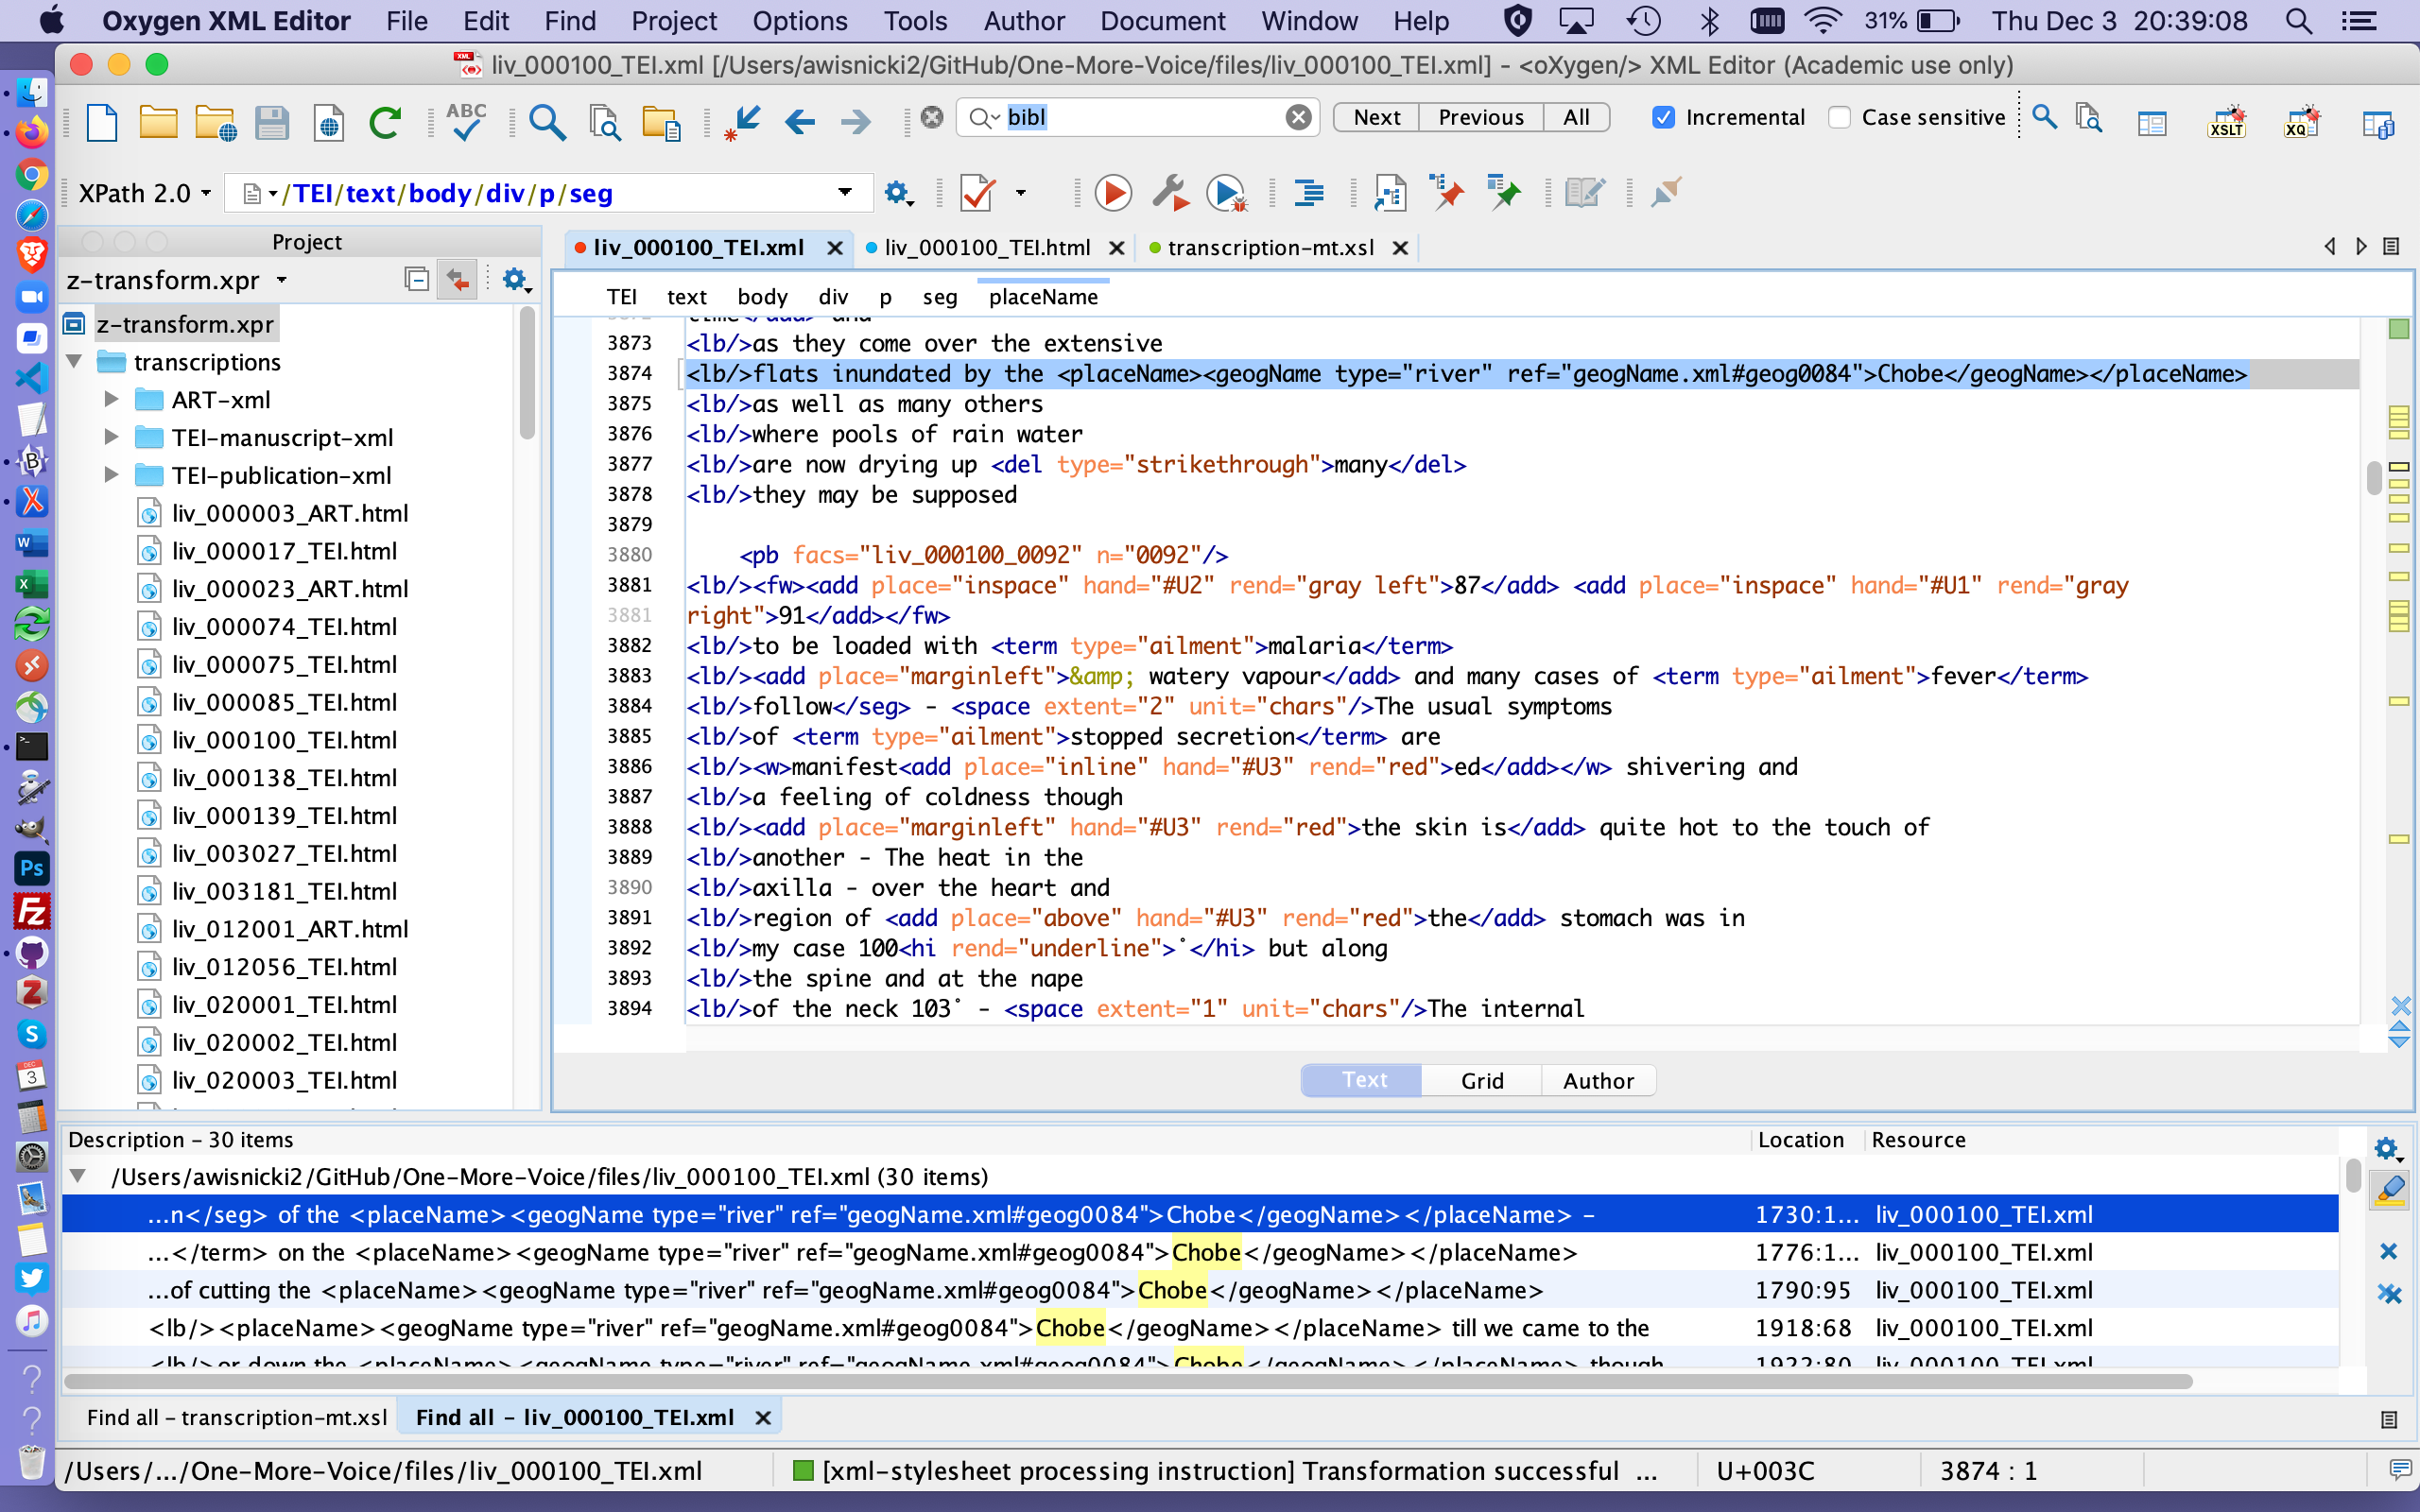 Oxygen XML Editor File Edit Find Project Options Tools Author Document Window Help 31% Thu Dec 3 20:39:08
liv_000100_TEI.xml [/Users/awisnicki2/GitHub/One-More-Voice/files/liv_000100_TEI.xml] - <oXygen/> XML Editor (Academic use only)
ABC bibl Next Previous All Incremental Case sensitive XSLT XQ
XPath 2.0 /TEI/text/body/div/p/seg
Project
z-transform.xpr
z-transform.xpr
transcriptions
ART-xml
TEI-manuscript-xml
TEI-publication-xml
liv_000003_ART.html
liv_000017_TEI.html
liv_000023_ART.html
liv_000074_TEI.html
liv_000075_TEI.html
liv_000085_TEI.html
liv_000100_TEI.html
liv_000138_TEI.html
liv_000139_TEI.html
liv_003027_TEI.html
liv_003181_TEI.html
liv_012001_ART.html
liv_012056_TEI.html
liv_020001_TEI.html
liv_020002_TEI.html
liv_020003_TEI.html
liv_000100_TEI.xml liv_000100_TEI.html transcription-mt.xsl
TEI text body div p seg placeName
3873 <lb/>as they come over the extensive
3874 <lb/>flats inundated by the <placeName><geogName type="river" ref="geogName.xml#geog0084">Chobe</geogName></placeName>
3875 <lb/>as well as many others
3876 <lb/>where pools of rain water
3877 <lb/>are now drying up <del type="strikethrough">many</del>
3878 <lb/>they may be supposed
3879
3880 <pb facs="liv_000100_0092" n="0092"/>
3881 <lb/><fw><add place="inspace" hand="#U2" rend="gray left">87</add> <add place="inspace" hand="#U1" rend="gray
3881 right">91</add></fw>
3882 <lb/>to be loaded with <term type="ailment">malaria</term>
3883 <lb/><add place="marginleft">&amp; watery vapour</add> and many cases of <term type="ailment">fever</term>
3884 <lb/>follow</seg> - <space extent="2" unit="chars"/>The usual symptoms
3885 <lb/>of <term type="ailment">stopped secretion</term> are
3886 <lb/><w>manifest<add place="inline" hand="#U3" rend="red">ed</add></w> shivering and
3887 <lb/>a feeling of coldness though
3888 <lb/><add place="marginleft" hand="#U3" rend="red">the skin is</add> quite hot to the touch of
3889 <lb/>another - The heat in the
3890 <lb/>axilla - over the heart and
3891 <lb/>region of <add place="above" hand="#U3" rend="red">the</add> stomach was in
3892 <lb/>my case 100<hi rend="underline">°</hi> but along
3893 <lb/>the spine and at the nape
3894 <lb/>of the neck 103° - <space extent="1" unit="chars"/>The internal
Text Grid Author
Description - 30 items Location Resource
/Users/awisnicki2/GitHub/One-More-Voice/files/liv_000100_TEI.xml (30 items)
...n</seg> of the <placeName><geogName type="river" ref="geogName.xml#geog0084">Chobe</geogName></placeName> - 1730:1... liv_000100_TEI.xml
...</term> on the <placeName><geogName type="river" ref="geogName.xml#geog0084">Chobe</geogName></placeName> 1776:1... liv_000100_TEI.xml
...of cutting the <placeName><geogName type="river" ref="geogName.xml#geog0084">Chobe</geogName></placeName> 1790:95 liv_000100_TEI.xml
<lb/><placeName><geogName type="river" ref="geogName.xml#geog0084">Chobe</geogName></placeName> till we came to the 1918:68 liv_000100_TEI.xml
<lb/>or down the <placeName><geogName type="river" ref="geogName.xml#geog0084">Chobe</geogName></placeName> though 1922:80 liv_000100_TEI.xml
Find all - transcription-mt.xsl Find all - liv_000100_TEI.xml
/Users/.../One-More-Voice/files/liv_000100_TEI.xml [xml-stylesheet processing instruction] Transformation successful ... U+003C 3874 : 1